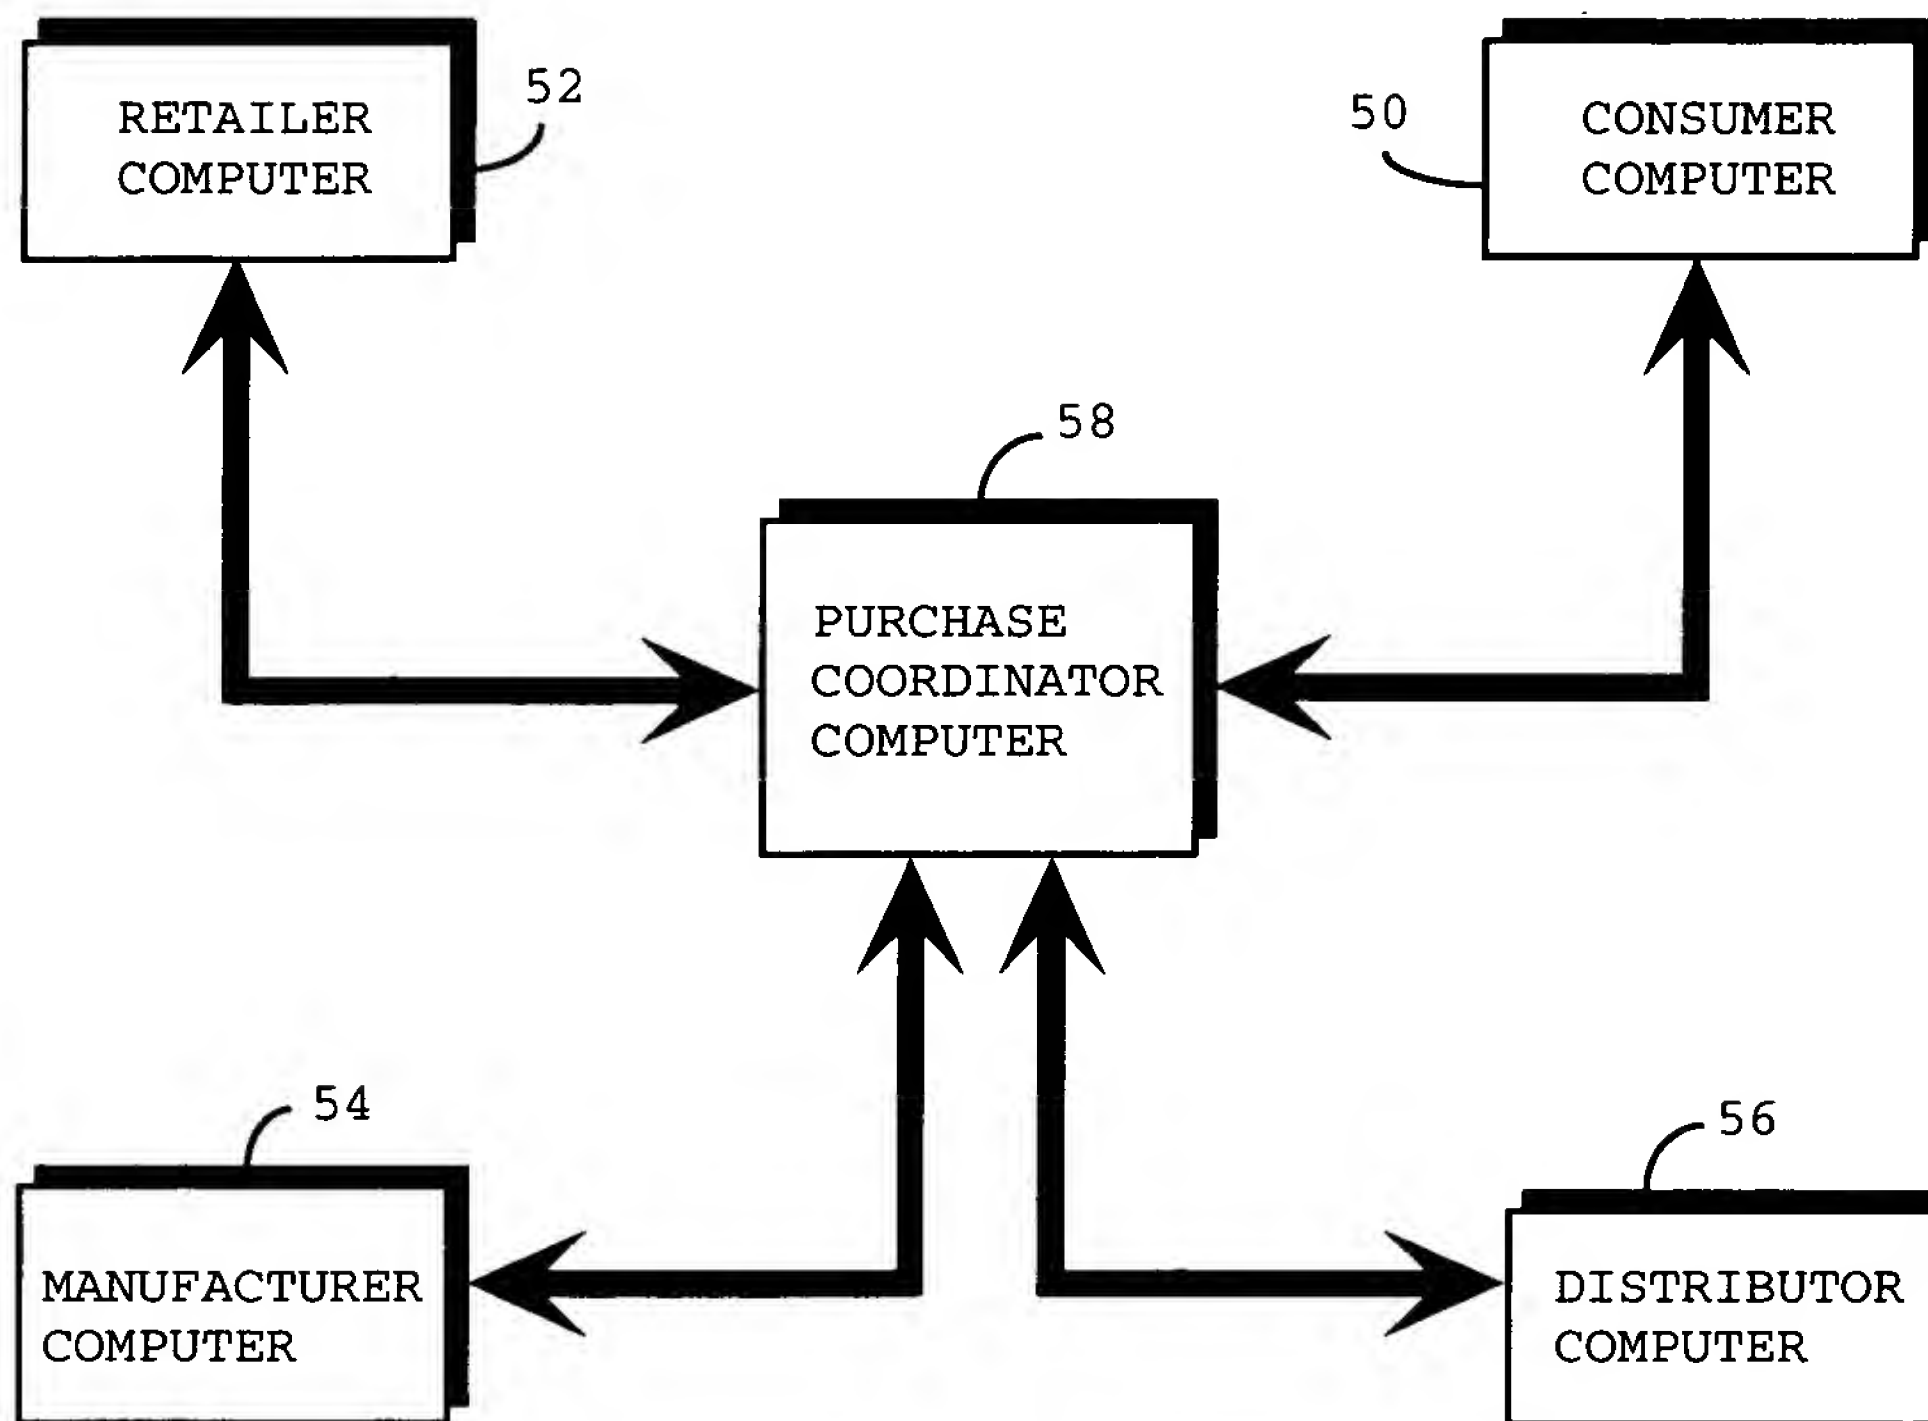 RETAILER
COMPUTER
52
50
CONSUMER
COMPUTER
58
PURCHASE
COORDINATOR
COMPUTER
54
MANUFACTURER
COMPUTER
56
DISTRIBUTOR
COMPUTER